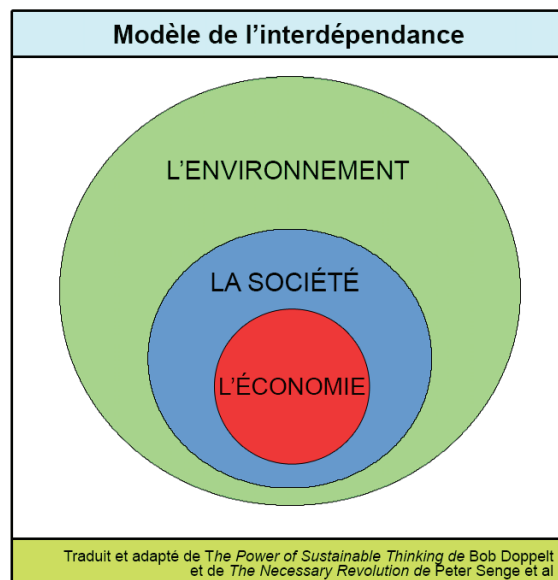 Modèle de l’interdépendance
L’ENVIRONNEMENT
LA SOCIÉTÉ
L’ÉCONOMIE
Traduit et adapté de The Power of Sustainable Thinking de Bob Doppelt
et de The Necessary Revolution de Peter Senge et al